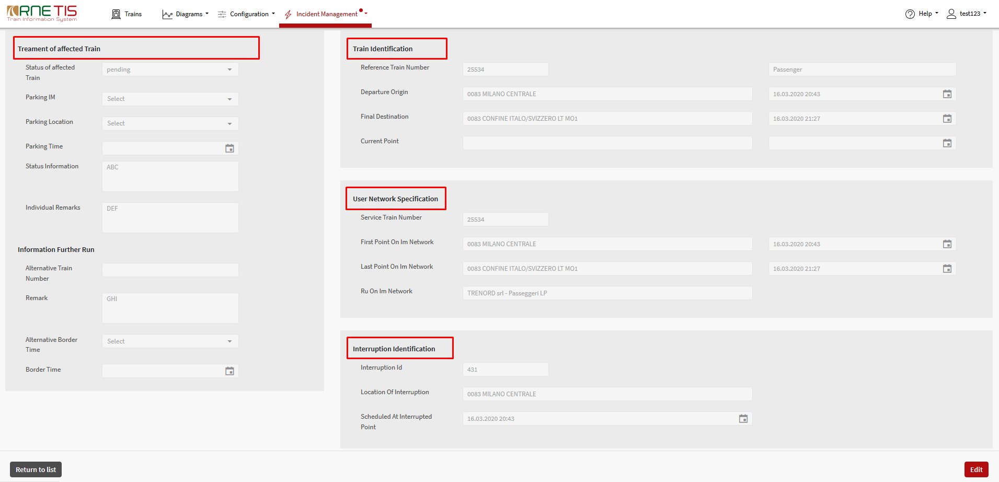 RNE TIS
Train Information System
Trains
Diagrams
Configuration
Incident Management
Help
test123
Treament of affected Train
Status of affected
Train
pending
Parking IM
Select
Parking Location
Select
Parking Time
Status Information
ABC
Individual Remarks
DEF
Information Further Run
Alternative Train
Number
Remark
GHI
Alternative Border
Time
Select
Border Time
Train Identification
Reference Train Number
25534
Passenger
Departure Origin
0083 MILANO CENTRALE
16.03.2020 20:43
Final Destination
0083 CONFINE ITALO/SVIZZERO LT MO1
16.03.2020 21:27
Current Point
User Network Specification
Service Train Number
25534
First Point On Im Network
0083 MILANO CENTRALE
16.03.2020 20:43
Last Point On Im Network
0083 CONFINE ITALO/SVIZZERO LT MO1
16.03.2020 21:27
Ru On Im Network
TRENORD srl - Passeggeri LP
Interruption Identification
Interruption Id
431
Location Of Interruption
0083 MILANO CENTRALE
Scheduled At Interrupted
Point
16.03.2020 20:43
Return to list
Edit